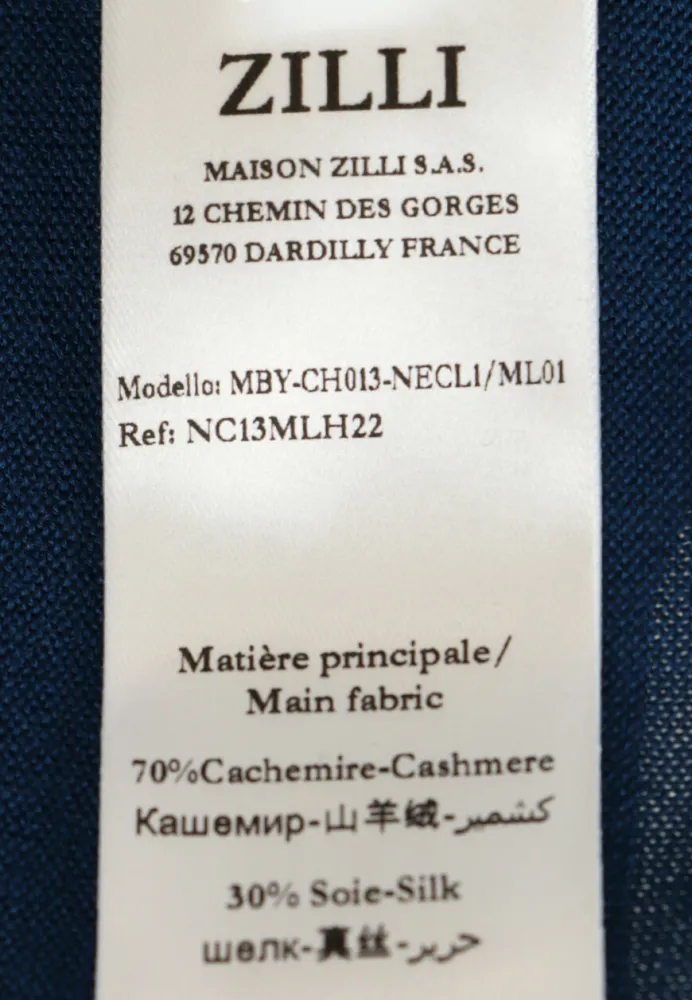 ZILLI
MAISON ZILLI S.A.S.
12 CHEMIN DES GORGES
69570 DARDILLY FRANCE
Modello: MBY-CH013-NECL1/ML01
Ref: NC13MLH22
Matière principale/
Main fabric
70%Cachemire-Cashmere
Кашемир-山羊绒-كشمير
30% Soie-Silk
шелк-真丝-حرير